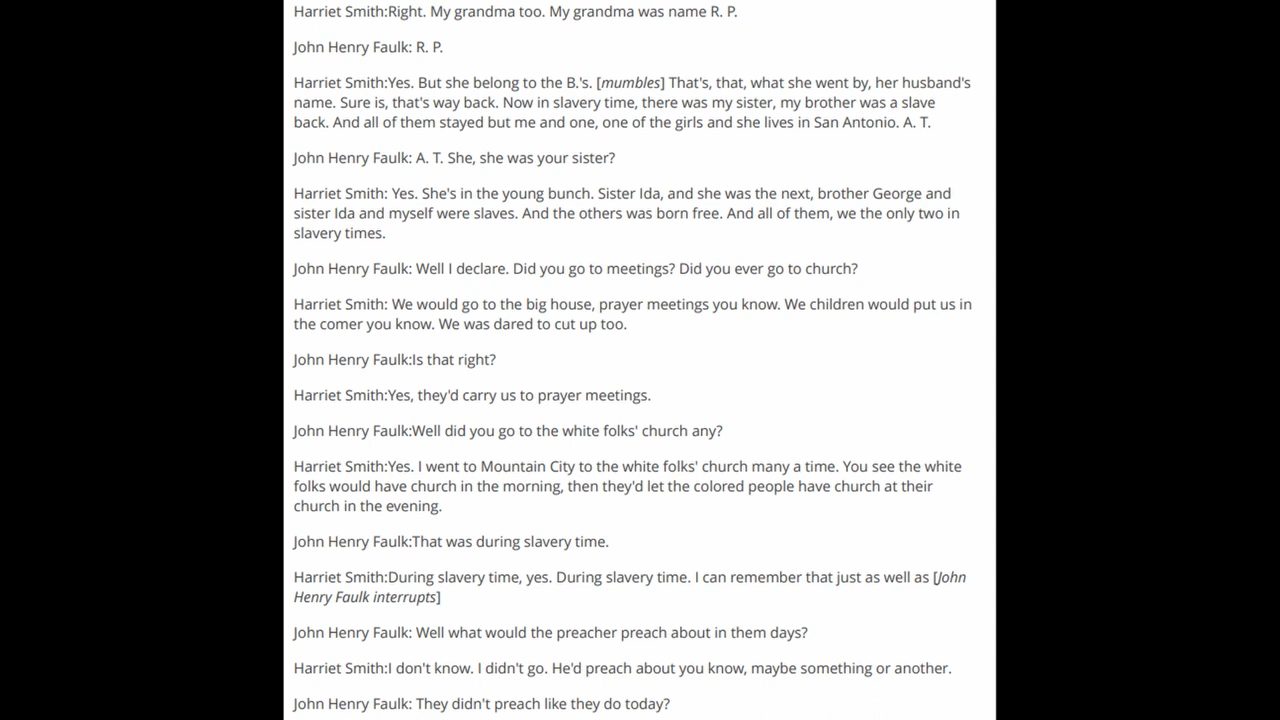 Harriet Smith:Right. My grandma too. My grandma was name R. P.
John Henry Faulk: R. P.
Harriet Smith:Yes. But she belong to the B.'s. [mumbles] That's, that, what she went by, her husband's
name. Sure is, that's way back. Now in slavery time, there was my sister, my brother was a slave
back. And all of them stayed but me and one, one of the girls and she lives in San Antonio. A. T.
John Henry Faulk: A. T. She, she was your sister?
Harriet Smith: Yes. She's in the young bunch. Sister Ida, and she was the next, brother George and
sister Ida and myself were slaves. And the others was born free. And all of them, we the only two in
slavery times.
John Henry Faulk: Well I declare. Did you go to meetings? Did you ever go to church?
Harriet Smith: We would go to the big house, prayer meetings you know. We children would put us in
the comer you know. We was dared to cut up too.
John Henry Faulk:Is that right?
Harriet Smith:Yes, they'd carry us to prayer meetings.
John Henry Faulk:Well did you go to the white folks' church any?
Harriet Smith:Yes. I went to Mountain City to the white folks' church many a time. You see the white
folks would have church in the morning, then they'd let the colored people have church at their
church in the evening.
John Henry Faulk:That was during slavery time.
Harriet Smith:During slavery time, yes. During slavery time. I can remember that just as well as [John
Henry Faulk interrupts]
John Henry Faulk: Well what would the preacher preach about in them days?
Harriet Smith:I don't know. I didn't go. He'd preach about you know, maybe something or another.
John Henry Faulk: They didn't preach like they do today?